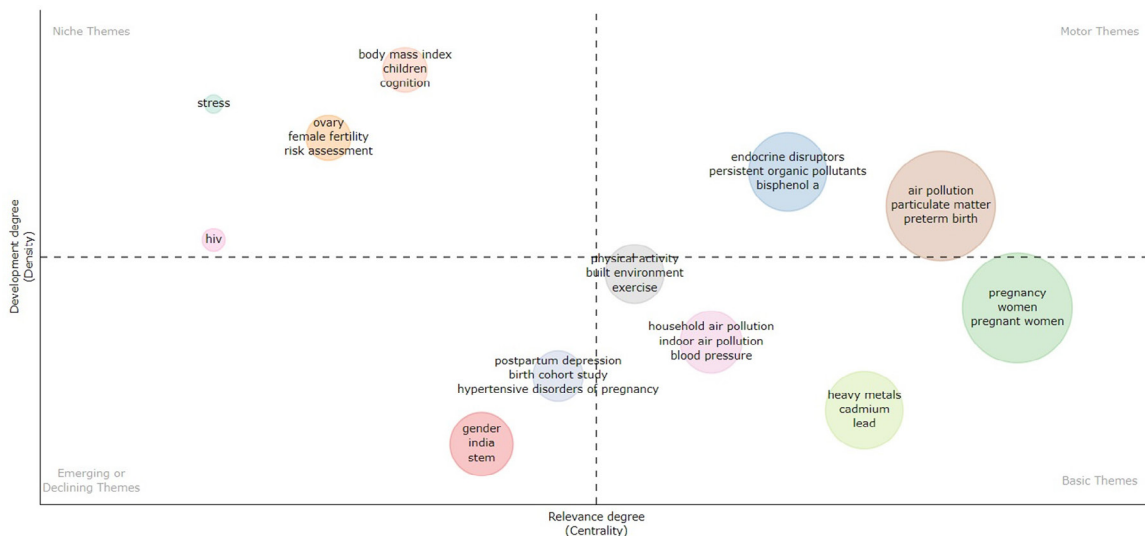 Niche Themes
Motor Themes
body mass index
children
cognition
stress
ovary
female fertility
risk assessment
endocrine disruptors
persistent organic pollutants
bisphenol a
air pollution
particulate matter
preterm birth
hiv
physical activity
built environment
exercise
pregnancy
women
pregnant women
household air pollution
indoor air pollution
blood pressure
postpartum depression
birth cohort study
hypertensive disorders of pregnancy
heavy metals
cadmium
lead
gender
india
stem
Emerging or
Declining Themes
Basic Themes
Development degree
(Density)
Relevance degree
(Centrality)